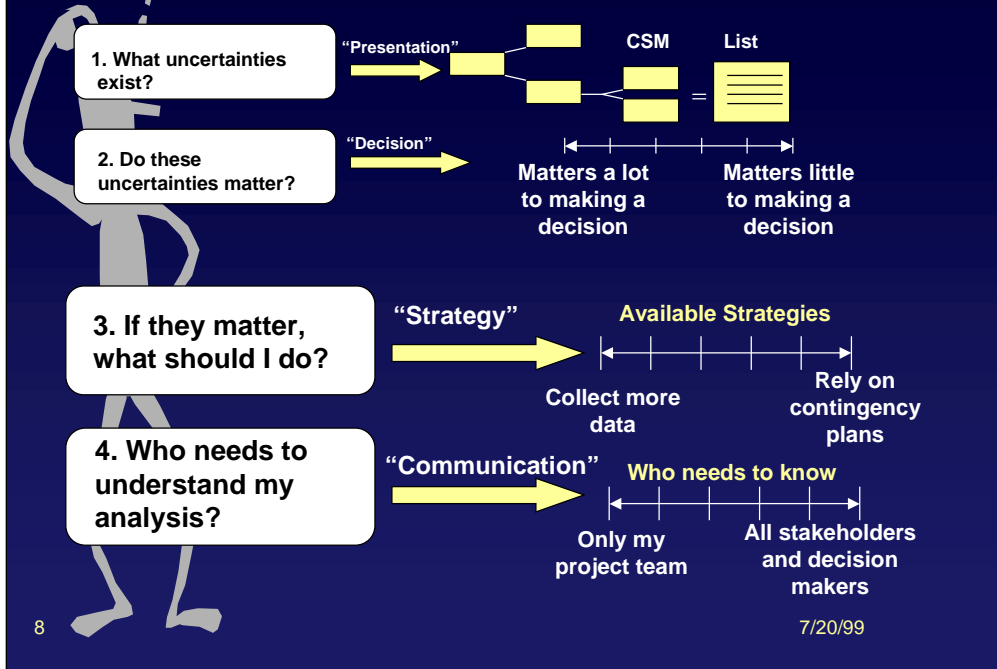 1. What uncertainties
exist?
“Presentation”
CSM
List
=
2. Do these
uncertainties matter?
“Decision”
Matters a lot
to making a
decision
Matters little
to making a
decision
3. If they matter,
what should I do?
“Strategy”
Available Strategies
Collect more
data
Rely on
contingency
plans
4. Who needs to
understand my
analysis?
“Communication”
Who needs to know
Only my
project team
All stakeholders
and decision
makers
8
7/20/99